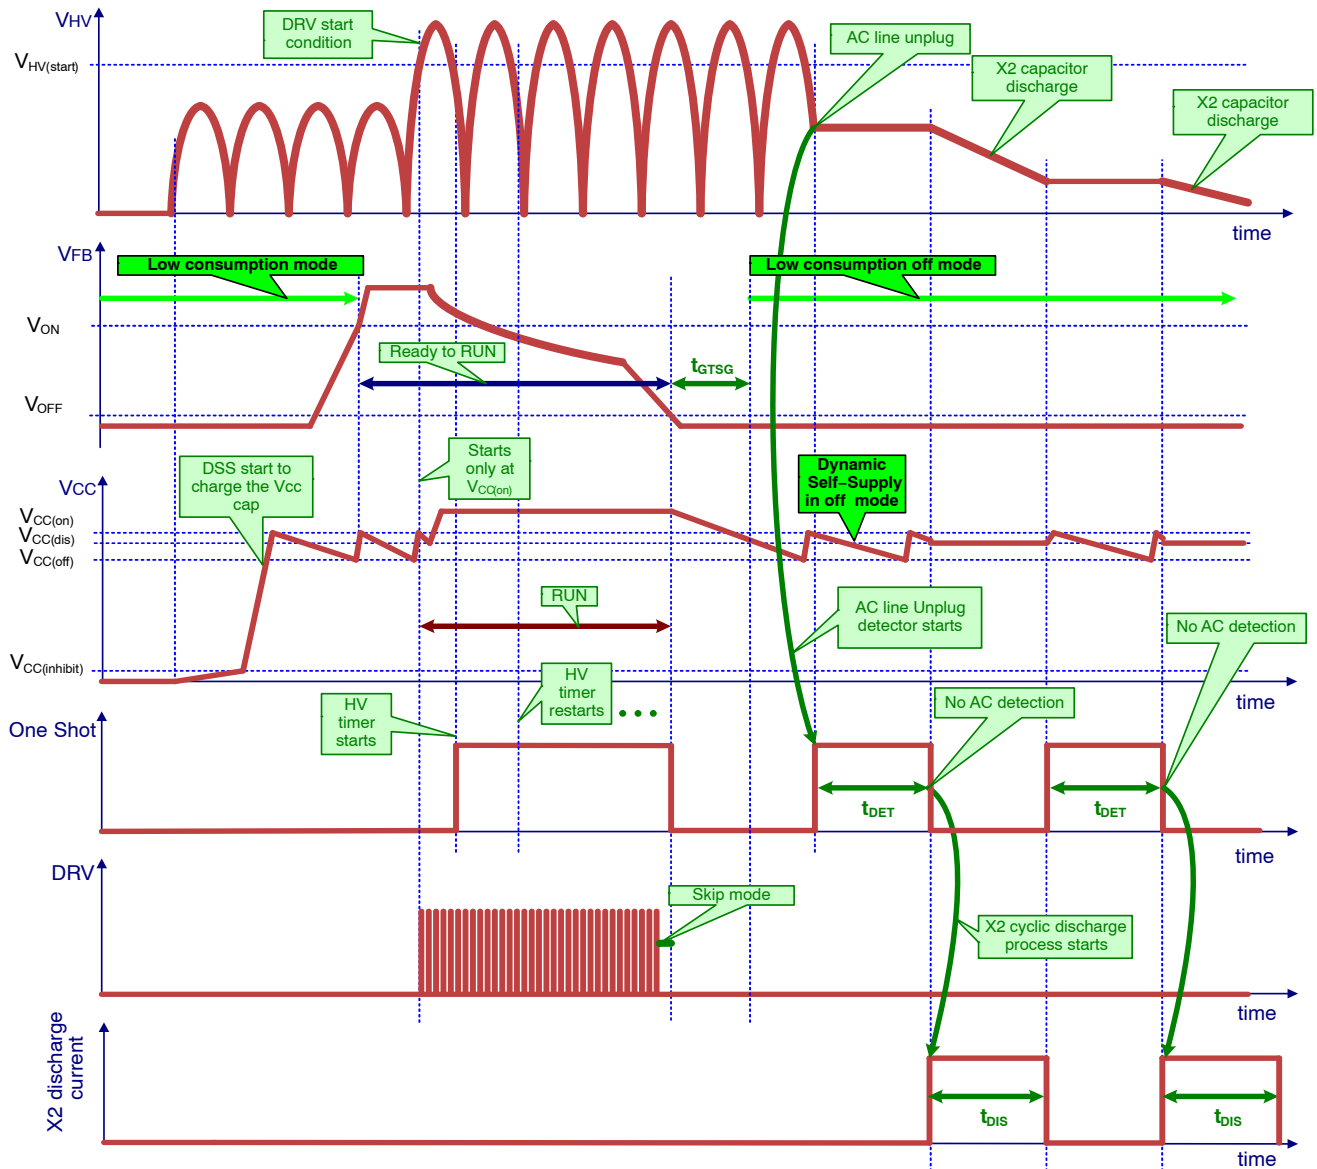 VHV
DRV start
condition
AC line unplug
VHV(start)
X2 capacitor
discharge
X2 capacitor
discharge
time
VFB
Low consumption mode
Low consumption off mode
VON
Ready to RUN
tGTSG
VOFF
Starts
only at
VCC(on)
DSS start to
charge the Vcc
cap
Dynamic
Self-Supply
in off mode
VCC
VCC(on)
VCC(dis)
VCC(off)
RUN
AC line Unplug
detector starts
No AC detection
VCC(inhibit)
time
HV
timer
restarts
No AC detection
HV
timer
starts
One Shot
tDET
tDET
time
DRV
Skip mode
X2 cyclic discharge
process starts
time
X2 discharge
current
tDIS
tDIS
time